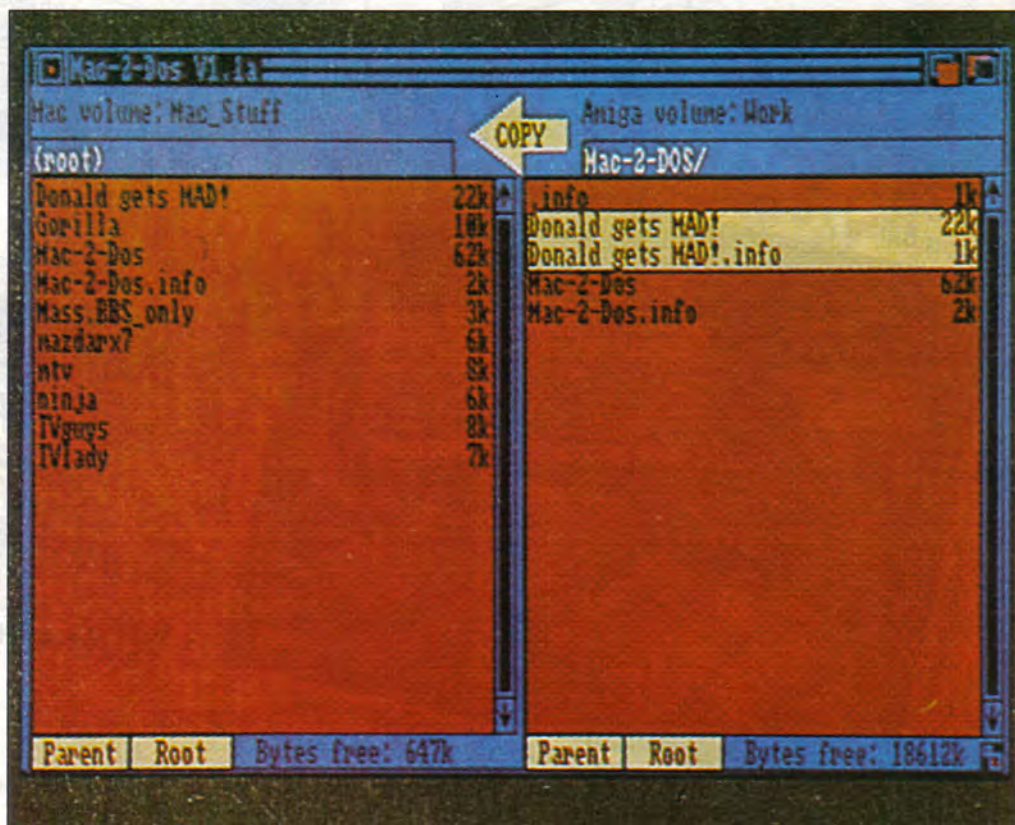 Mac-2-Dos V1.1a
Mac volume: Mac_Stuff
COPY
Amiga volume: Work
(root)
Mac-2-DOS/
Donald gets MAD! 22k
Gorilla 10k
Mac-2-Dos 62k
Mac-2-Dos.info 2k
Mass.BBS_only 3k
mazdarx7 6k
mtv 8k
ninja 6k
TVguys 8k
TVlady 7k
.info 1k
Donald gets MAD! 22k
Donald gets MAD!.info 1k
Mac-2-Dos 62k
Mac-2-Dos.info 2k
Parent Root Bytes free: 647k
Parent Root Bytes free: 18612k